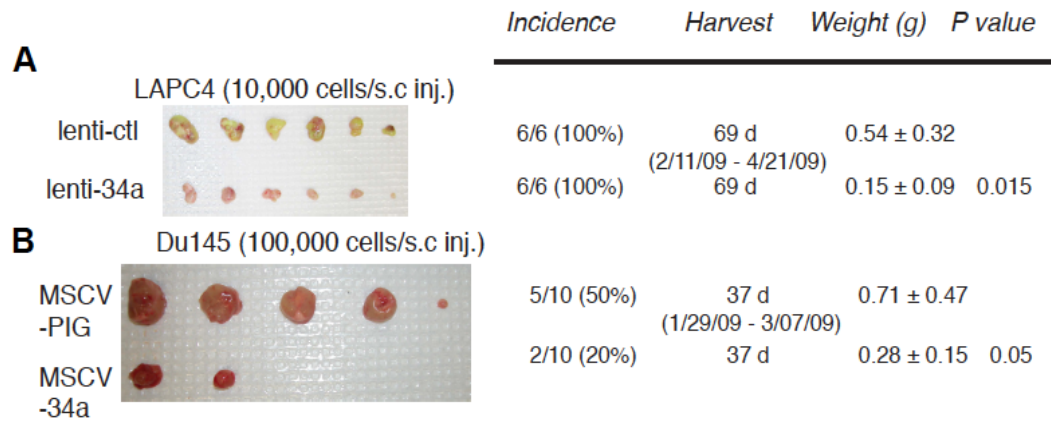 Incidence Harvest Weight (g) P value
A
LAPC4 (10,000 cells/s.c inj.)
lenti-ctl 6/6 (100%) 69 d 0.54 ± 0.32
(2/11/09 - 4/21/09)
lenti-34a 6/6 (100%) 69 d 0.15 ± 0.09 0.015
B Du145 (100,000 cells/s.c inj.)
MSCV
-PIG
5/10 (50%) 37 d 0.71 ± 0.47
(1/29/09 - 3/07/09)
MSCV
-34a
2/10 (20%) 37 d 0.28 ± 0.15 0.05